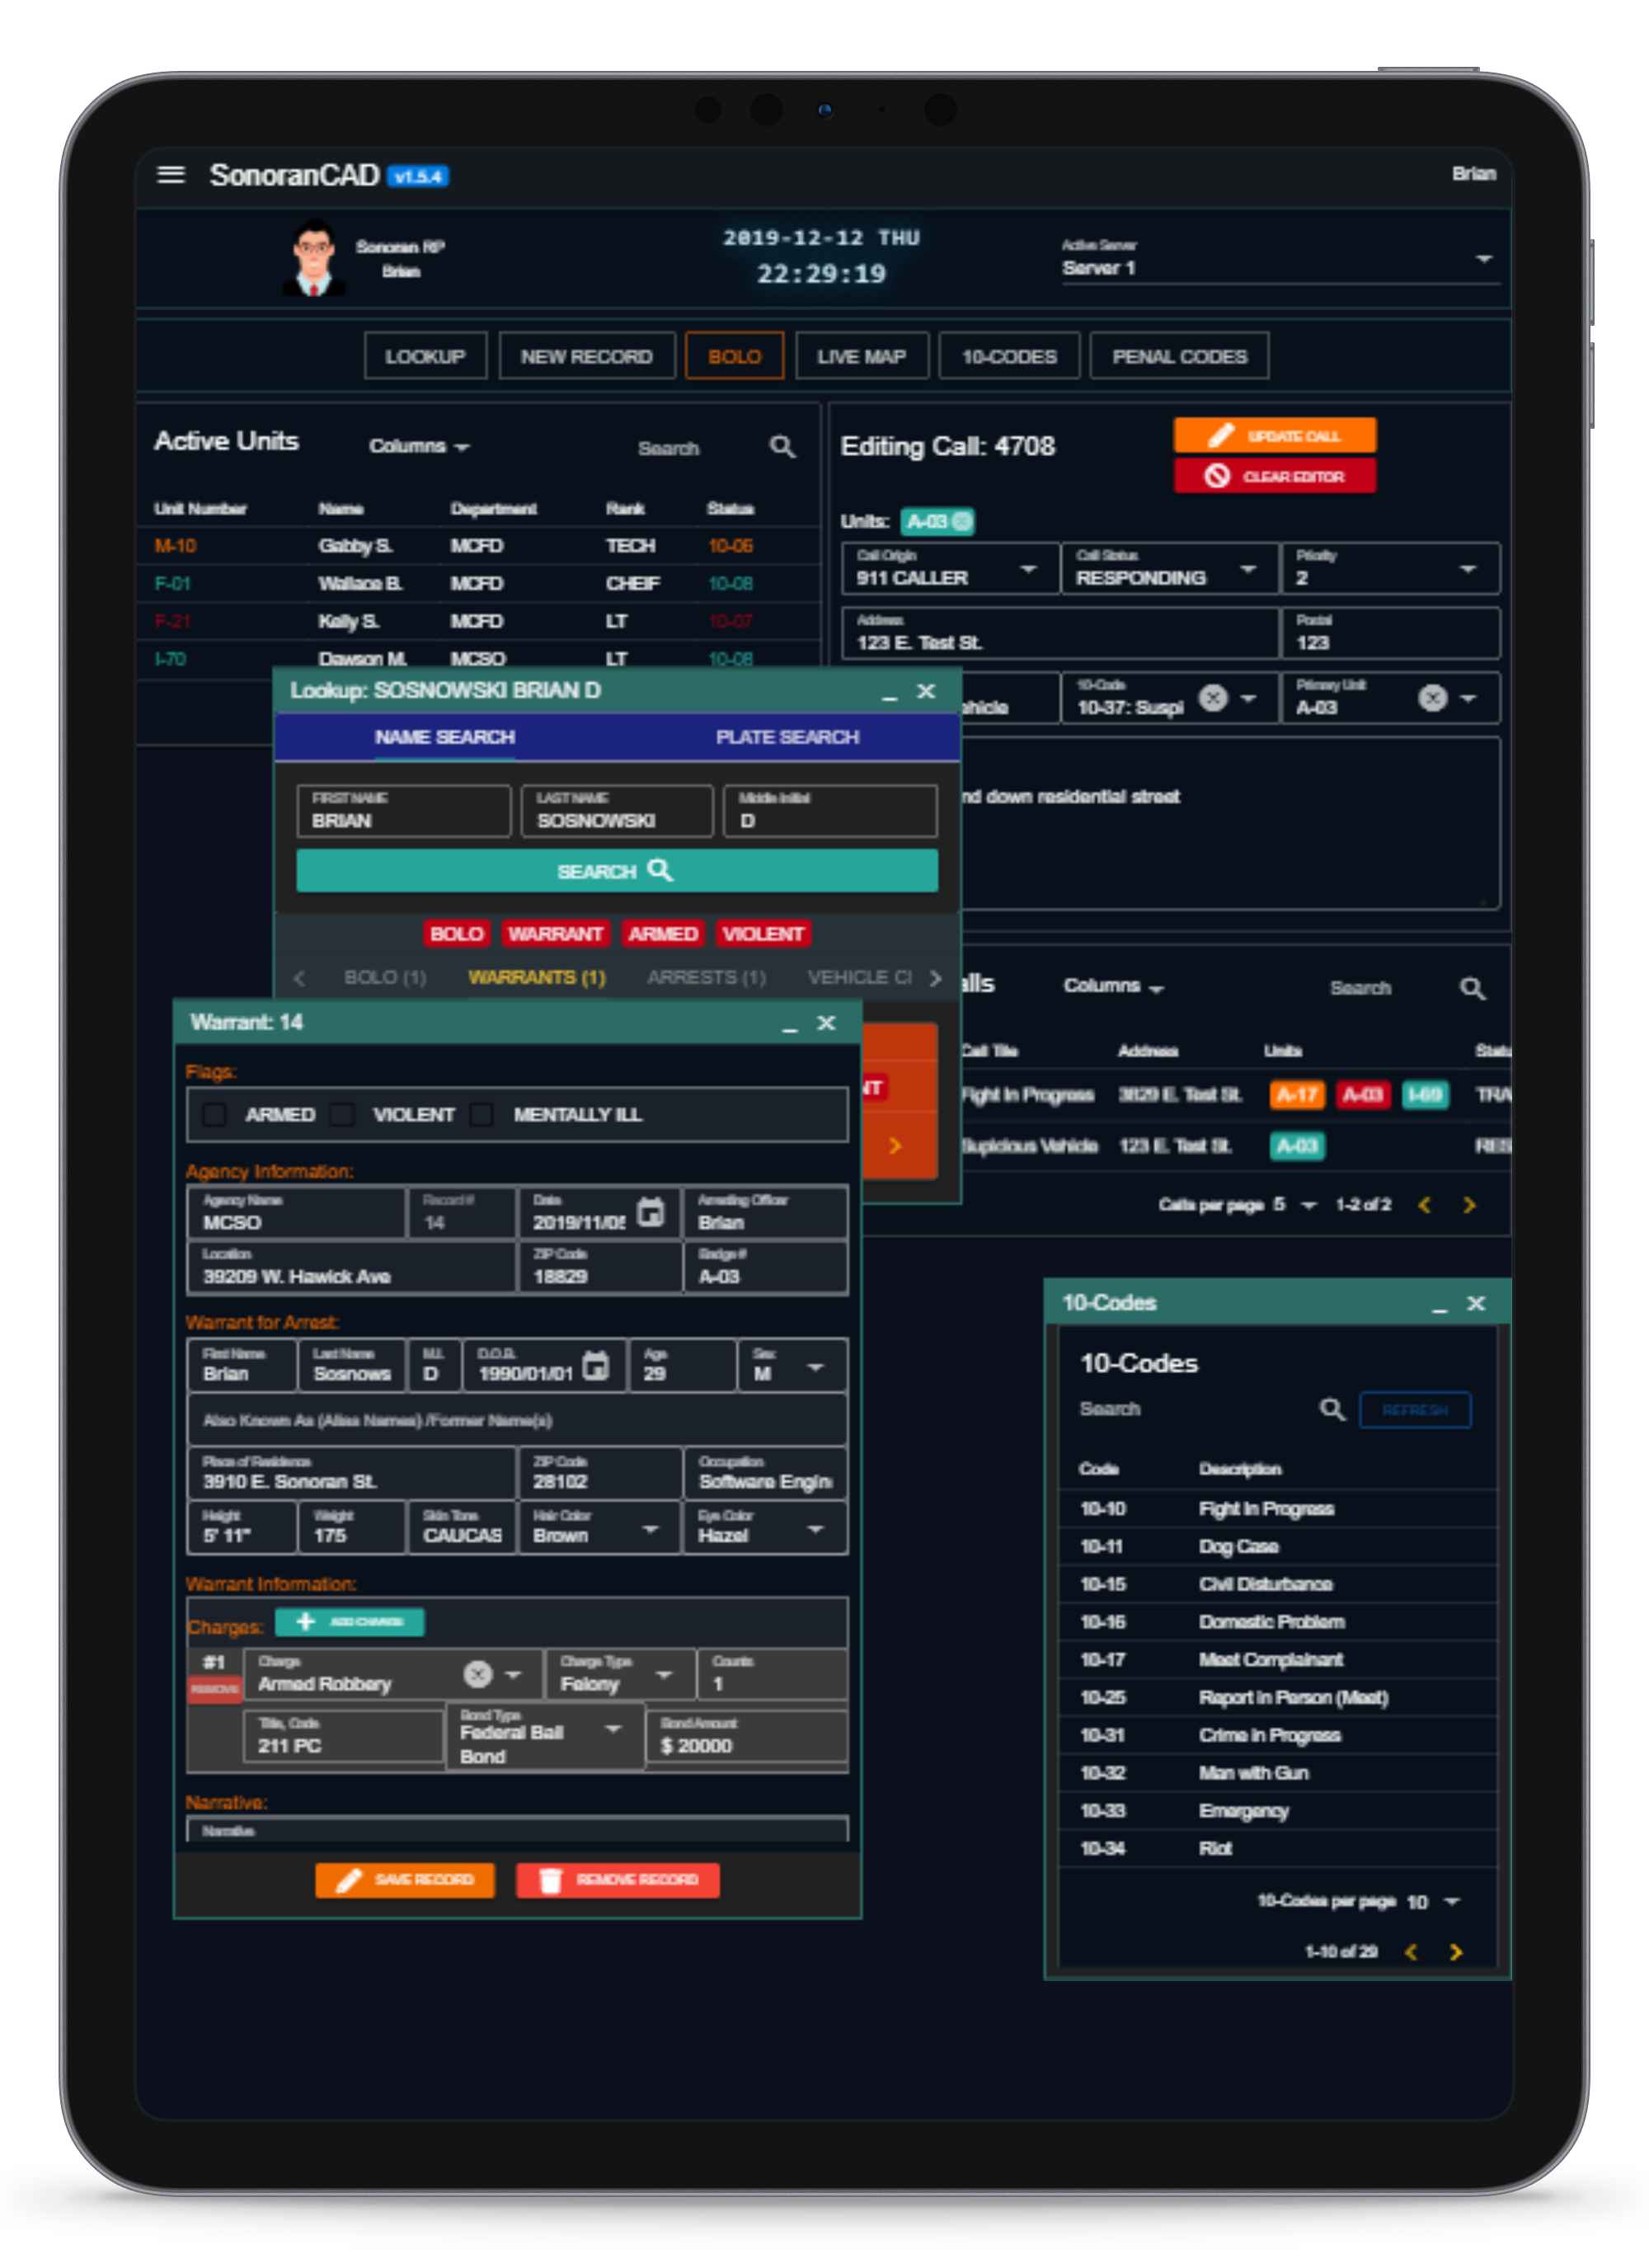 SonoranCAD v1.5.4
Brian
Sonoran RP
Brian
2019-12-12 THU
22:29:19
Active Server
Server 1
LOOKUP
NEW RECORD
BOLO
LIVE MAP
10-CODES
PENAL CODES
Active Units
Columns
Search
Unit Number Name Department Rank Status
M-10 Gabby S. MCFD TECH 10-06
F-01 Wallace B. MCFD CHEIF 10-08
F-21 Kelly S. MCFD LT 10-07
I-70 Dawson M. MCSO LT 10-08
Editing Call: 4708
UPDATE CALL
CLEAR EDITOR
Units: A-03
Call Origin Call Status Priority
911 CALLER RESPONDING 2
Address Postal
123 E. Test St. 123
10-Code Primary Unit
ehicle 10-37: Suspi A-03
nd down residential street
Lookup: SOSNOWSKI BRIAN D
NAME SEARCH
PLATE SEARCH
FIRST NAME LAST NAME Middle Initial
BRIAN SOSNOWSKI D
SEARCH
BOLO WARRANT ARMED VIOLENT
BOLO (1) WARRANTS (1) ARRESTS (1) VEHICLE CI
NT
alls
Columns
Search
Call Title Address Units Statu
Fight In Progress 3829 E. Test St. A-17 A-03 I-69 TRA
Supicious Vehicle 123 E. Test St. A-03 RES
Calls per page 5 1-2 of 2
Warrant: 14
Flags:
ARMED VIOLENT MENTALLY ILL
Agency Information:
Agency Name Record # Date Arresting Officer
MCSO 14 2019/11/05 Brian
Location ZIP Code Badge #
39209 W. Hawick Ave 18829 A-03
Warrant for Arrest:
First Name Last Name M.I. D.O.B. Age Sex
Brian Sosnows D 1990/01/01 29 M
Also Known As (Alias Names) /Former Name(s)
Place of Residence ZIP Code Occupation
3910 E. Sonoran St. 28102 Software Engin
Height Weight Skin Tone Hair Color Eye Color
5' 11" 175 CAUCAS Brown Hazel
Warrant Information:
Charges: ADD CHARGE
#1 Charge Charge Type Counts
REMOVE Armed Robbery Felony 1
Title, Code Bond Type Bond Amount
211 PC Federal Bail Bond $ 20000
Narrative:
Narrative
SAVE RECORD
REMOVE RECORD
10-Codes
10-Codes
Search
REFRESH
Code Description
10-10 Fight In Progress
10-11 Dog Case
10-15 Civil Disturbance
10-16 Domestic Problem
10-17 Meet Complainant
10-25 Report in Person (Meet)
10-31 Crime in Progress
10-32 Man with Gun
10-33 Emergency
10-34 Riot
10-Codes per page 10
1-10 of 29